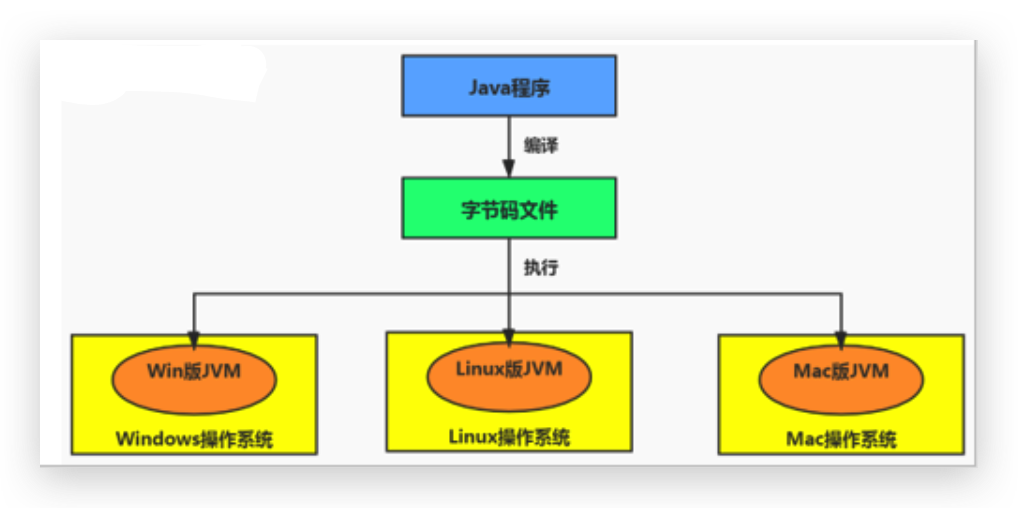 Java程序
编译
字节码文件
执行
Win版JVM
Linux版JVM
Mac版JVM
Windows操作系统
Linux操作系统
Mac操作系统